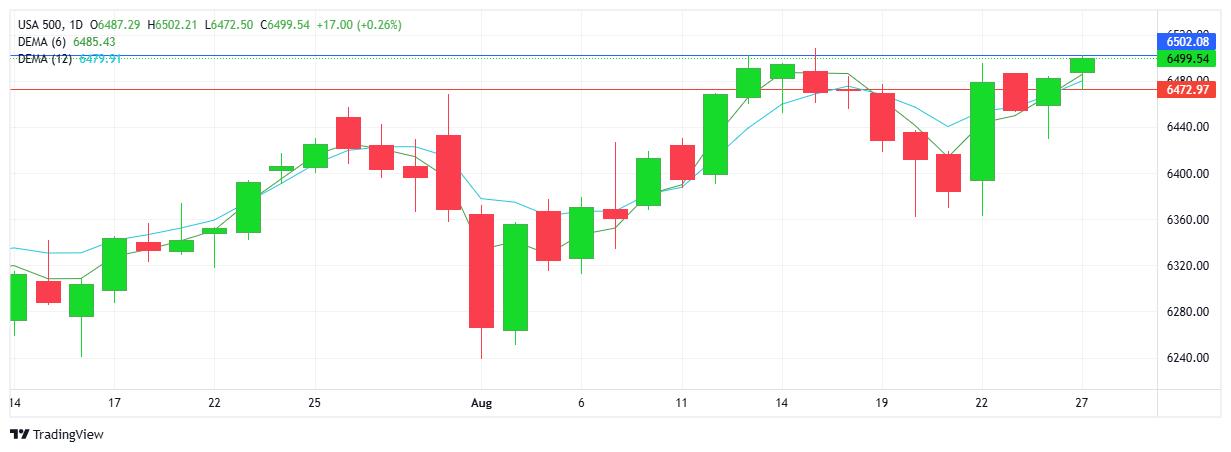 USA 500, 1D O6487.29 H6502.21 L6472.50 C6499.54 +17.00 (+0.26%)
DEMA (6) 6485.43
DEMA (12) 6479.91
6502.08
6499.54
6480.00
6472.97
6440.00
6400.00
6360.00
6320.00
6280.00
6240.00
14 17 22 25 Aug 6 11 14 19 22 27
TradingView